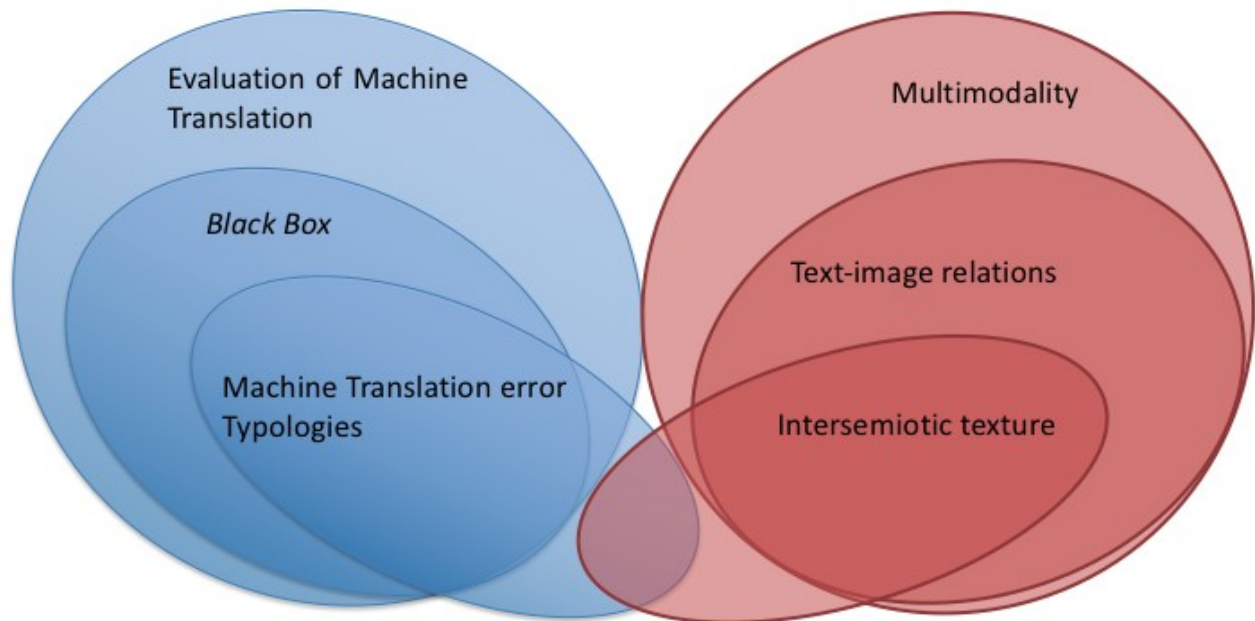 Evaluation of Machine
Translation
Black Box
Machine Translation error
Typologies
Multimodality
Text-image relations
Intersemiotic texture